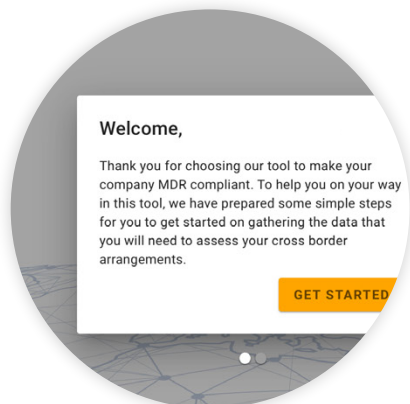 Welcome,
Thank you for choosing our tool to make your
company MDR compliant. To help you on your way
in this tool, we have prepared some simple steps
for you to get started on gathering the data that
you will need to assess your cross border
arrangements.
GET STARTED